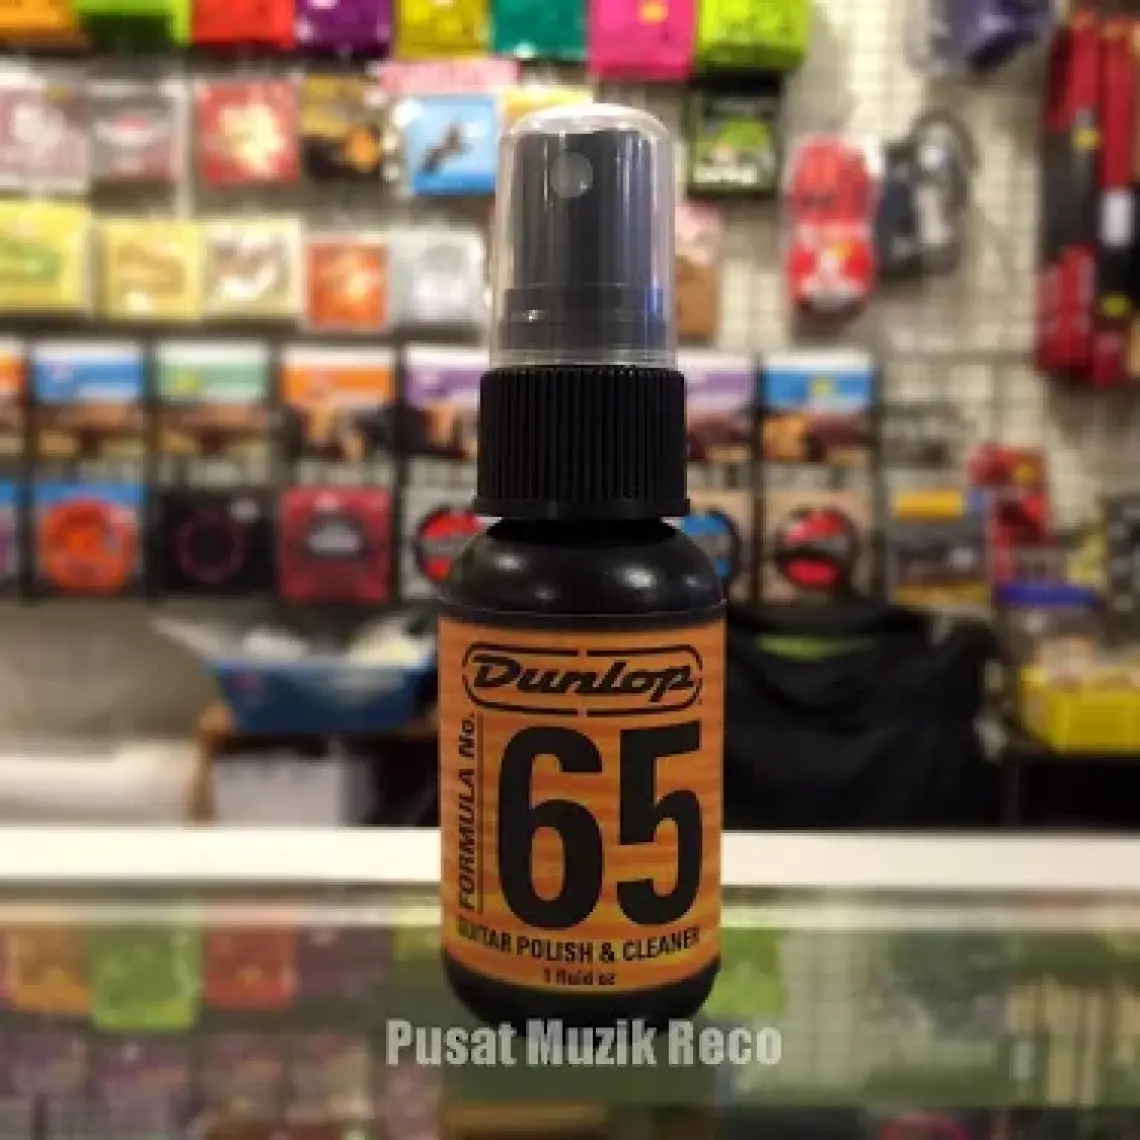 Dunlop
FORMULA No.
65
GUITAR POLISH & CLEANER
1 fluid oz
Pusat Muzik Reco